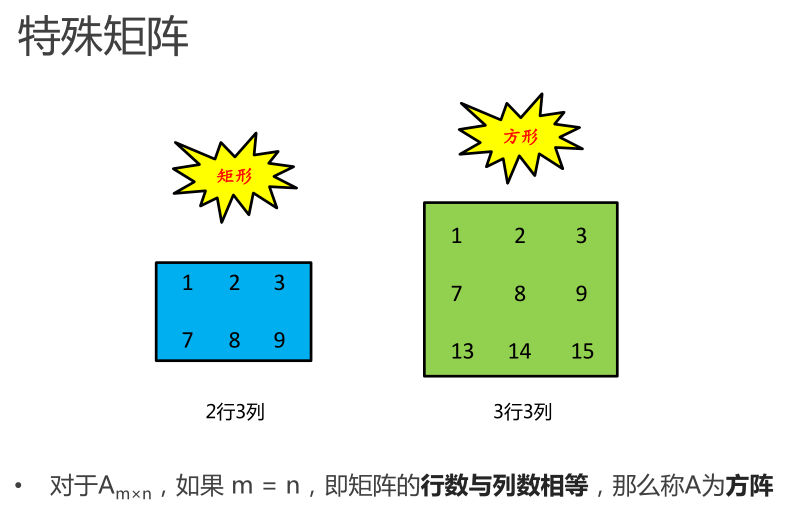 特殊矩阵
矩形
方形
1 2 3
7 8 9
1 2 3
7 8 9
13 14 15
2行3列
3行3列
• 对于Aₘ×ₙ，如果 m = n，即矩阵的行数与列数相等，那么称A为方阵